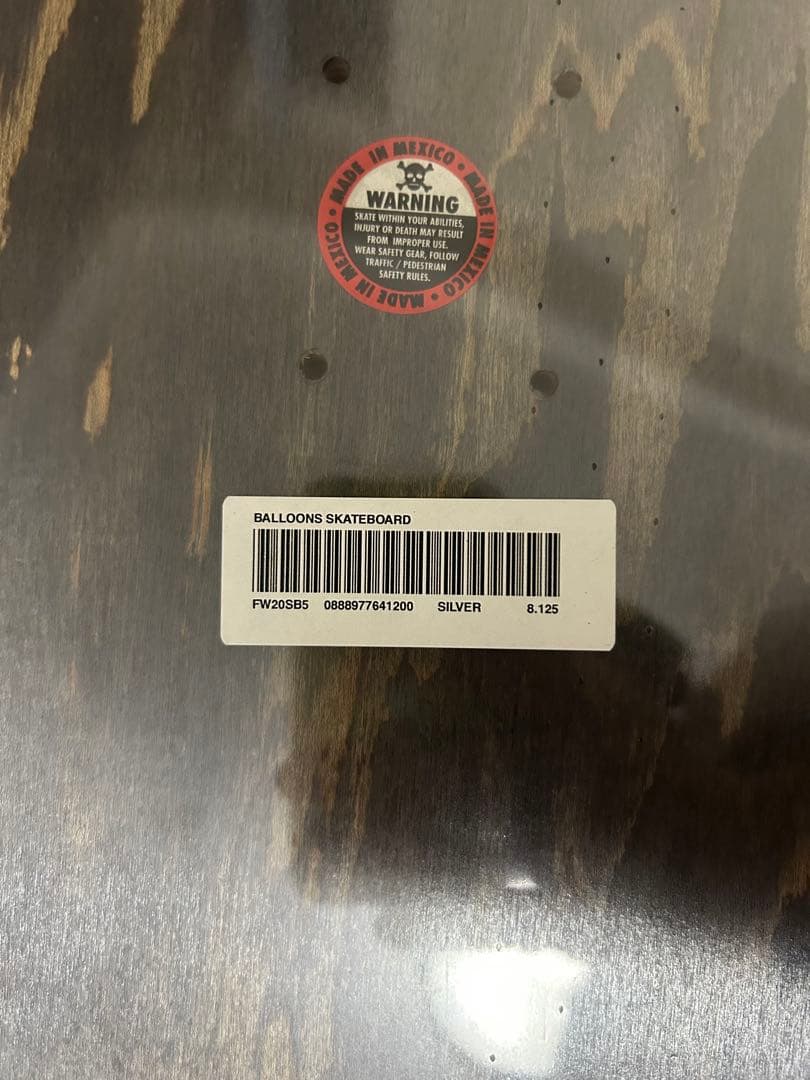 MADE IN MEXICO • MADE IN MEXICO • MADE IN MEXICO •
WARNING
SKATE WITHIN YOUR ABILITIES,
INJURY OR DEATH MAY RESULT
FROM IMPROPER USE.
WEAR SAFETY GEAR, FOLLOW
TRAFFIC / PEDESTRIAN
SAFETY RULES.
BALLOONS SKATEBOARD
FW20SB5 0888977641200 SILVER 8.125